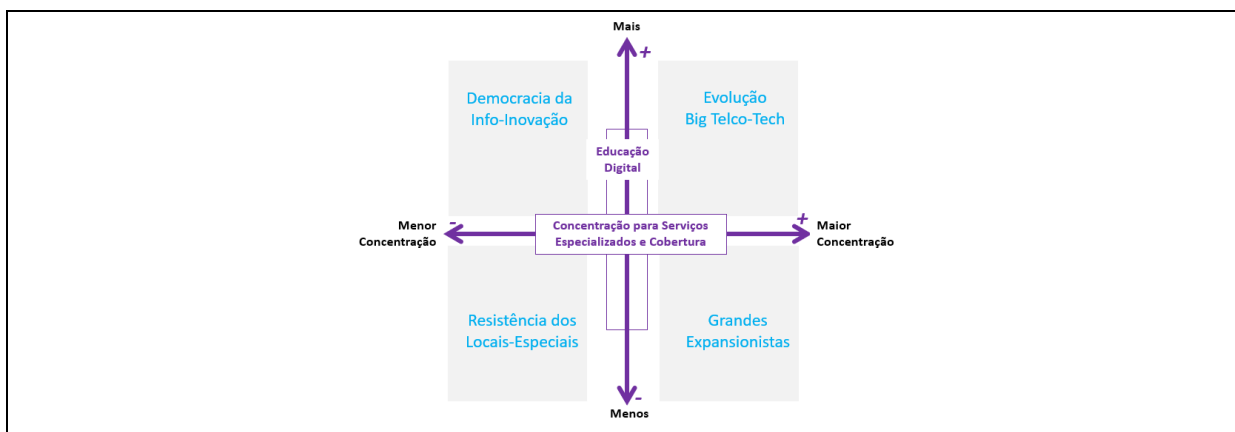 Mais
+
Democracia da
Info-Inovação
Evolução
Big Telco-Tech
Educação
Digital
Menor
Concentração
-
Concentração para Serviços
Especializados e Cobertura
+
Maior
Concentração
Resistência dos
Locais-Especiais
Grandes
Expansionistas
-
Menos